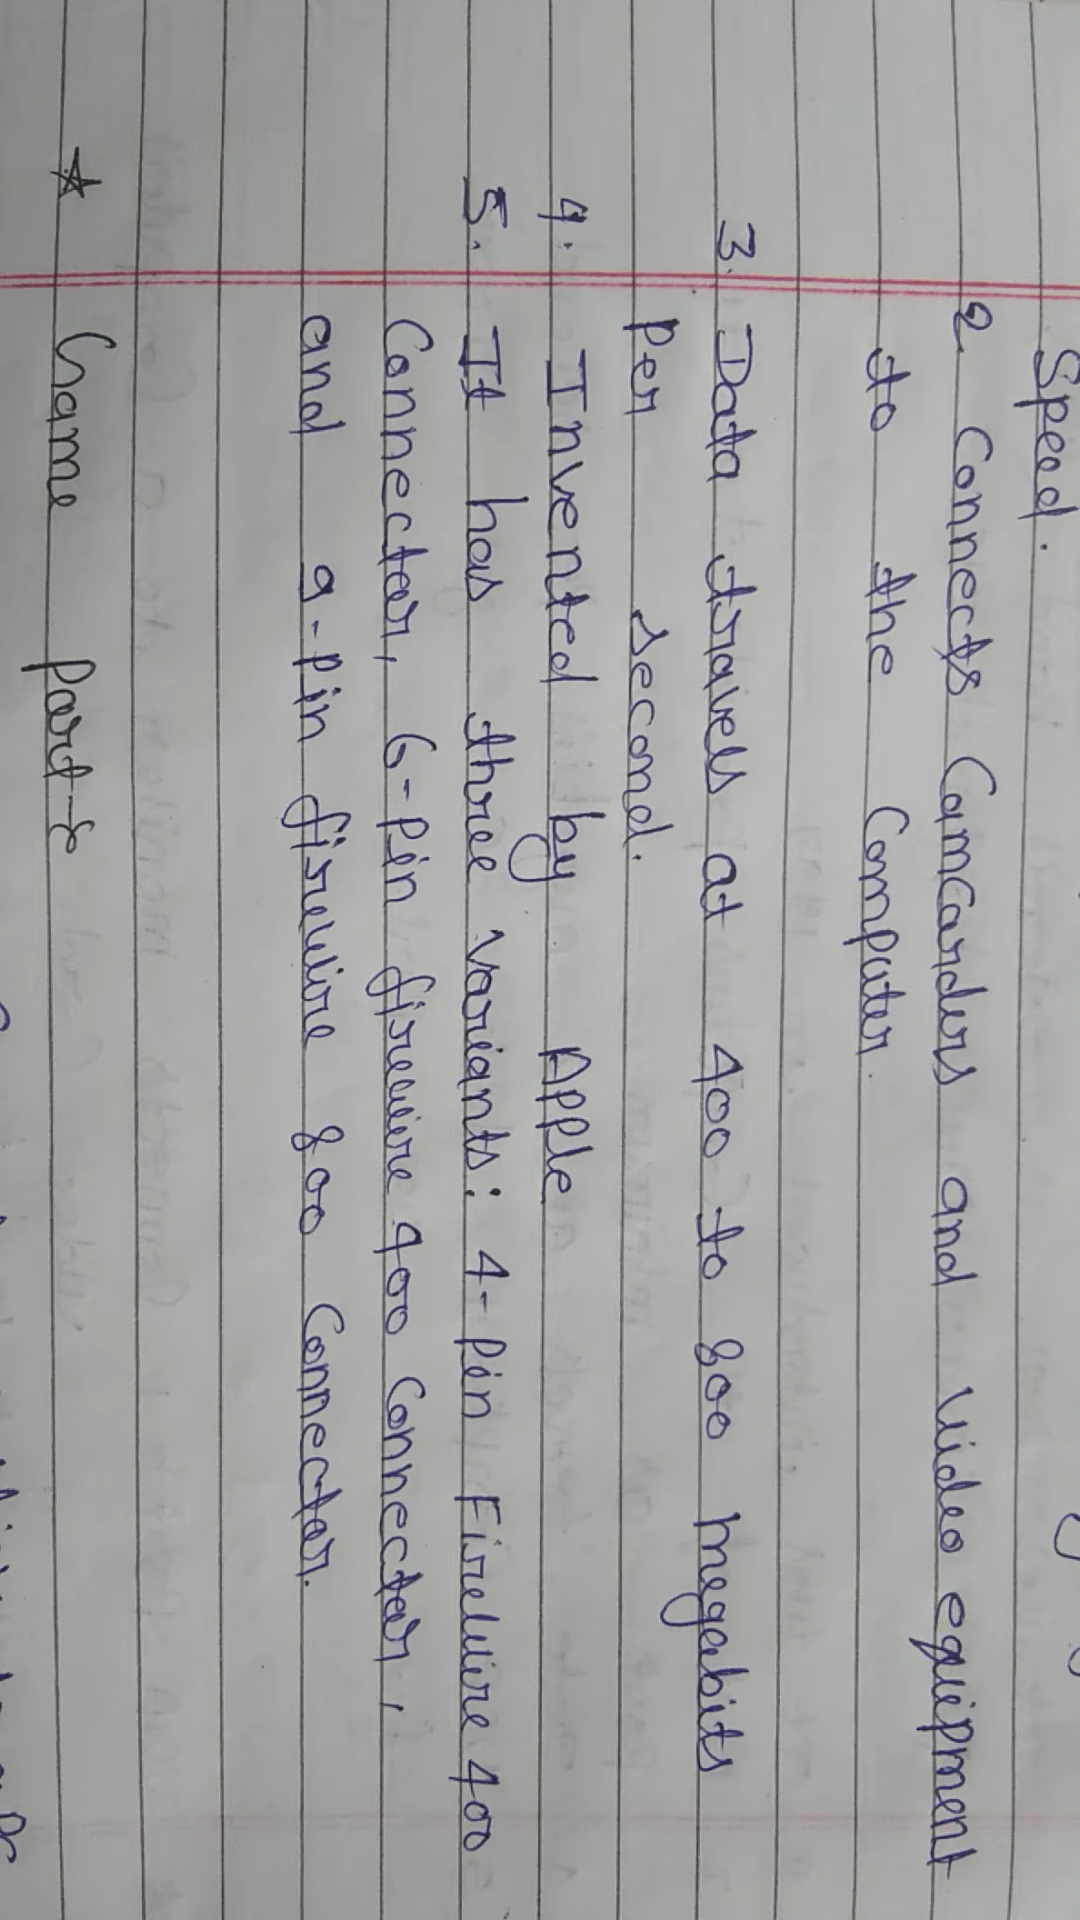 Speed.
2. Connects Camcorders and video equipment
to the Computer.
3. Data travels at 400 to 800 megabits
Per second.
4. Invented by Apple
5. It has three variants: 4-Pin Firewire 400
Connector, 6-Pin firewire 400 Connector,
and 9-Pin firewire 800 Connector.
★ Game Part :-